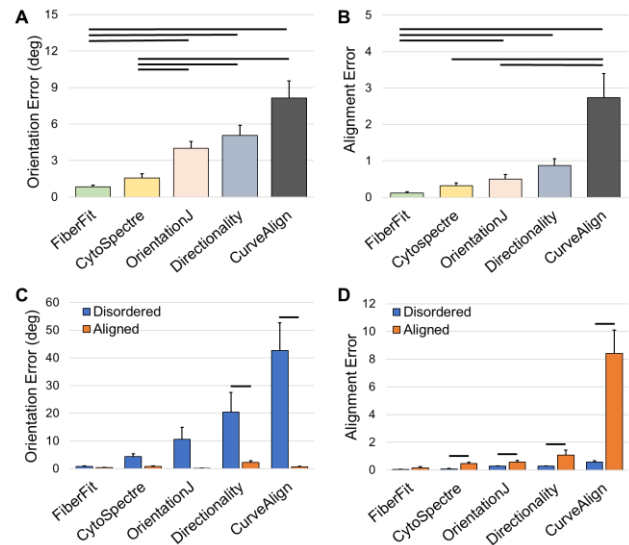 A
Orientation Error (deg)
15
12
9
6
3
0
FiberFit
CytoSpectre
OrientationJ
Directionality
CurveAlign
B
Alignment Error
5
4
3
2
1
0
FiberFit
Cytospectre
OrientationJ
Directionality
CurveAlign
C
Orientation Error (deg)
60
50
40
30
20
10
0
Disordered
Aligned
FiberFit
CytoSpectre
OrientationJ
Directionality
CurveAlign
D
Alignment Error
12
10
8
6
4
2
0
Disordered
Aligned
FiberFit
CytoSpectre
OrientationJ
Directionality
CurveAlign